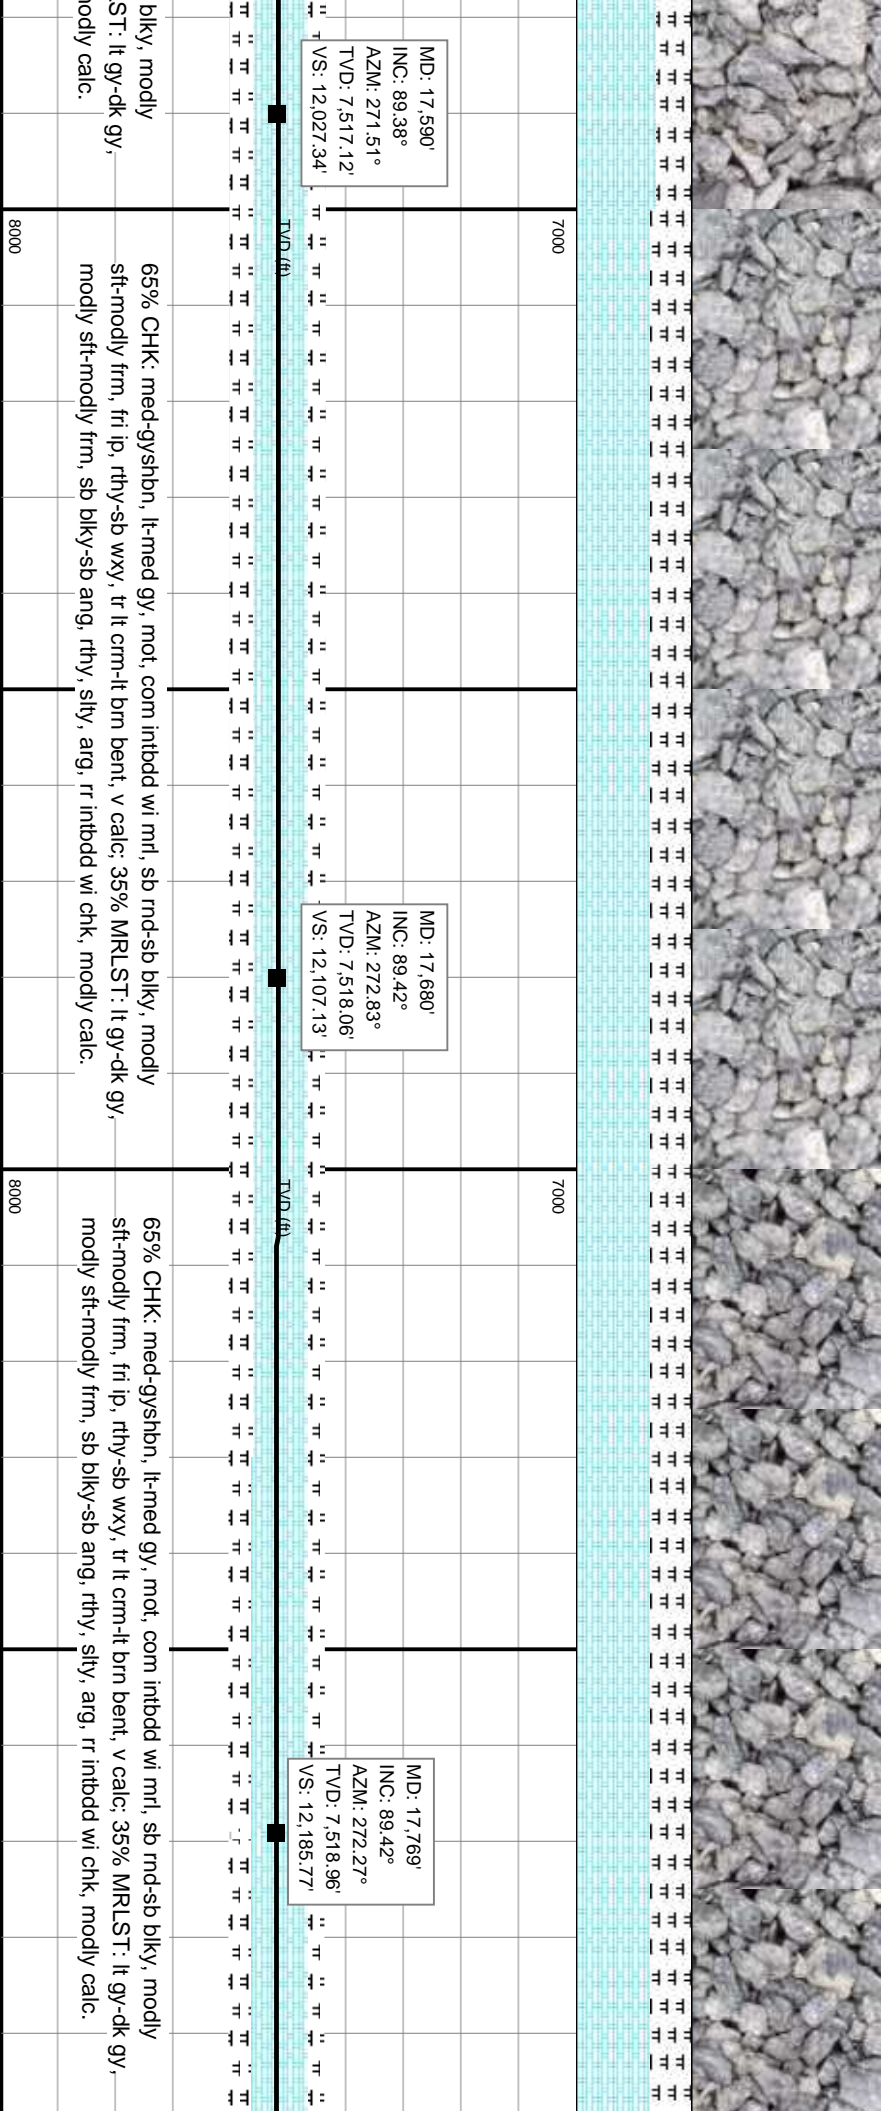 blky, modly
ST: lt gy-dk gy,
modly calc.
MD: 17,590'
INC: 89.38°
AZM: 271.51°
TVD: 7,517.12'
VS: 12,027.34'
7000
TVD (ft)
8000
65% CHK: med-gyshbn, lt-med gy, mot, com intbdd wi mrl, sb rnd-sb blky, modly
sft-modly frm, fri ip, rthy-sb wxy, tr lt crm-lt brn bent, v calc; 35% MRLST: lt gy-dk gy,
modly sft-modly frm, sb blky-sb ang, rthy, slty, arg, rr intbdd wi chk, modly calc.
MD: 17,680'
INC: 89.42°
AZM: 272.83°
TVD: 7,518.06'
VS: 12,107.13'
7000
TVD (ft)
8000
65% CHK: med-gyshbn, lt-med gy, mot, com intbdd wi mrl, sb rnd-sb blky, modly
sft-modly frm, fri ip, rthy-sb wxy, tr lt crm-lt brn bent, v calc; 35% MRLST: lt gy-dk gy,
modly sft-modly frm, sb blky-sb ang, rthy, slty, arg, rr intbdd wi chk, modly calc.
MD: 17,769'
INC: 89.42°
AZM: 272.27°
TVD: 7,518.96'
VS: 12,185.77'